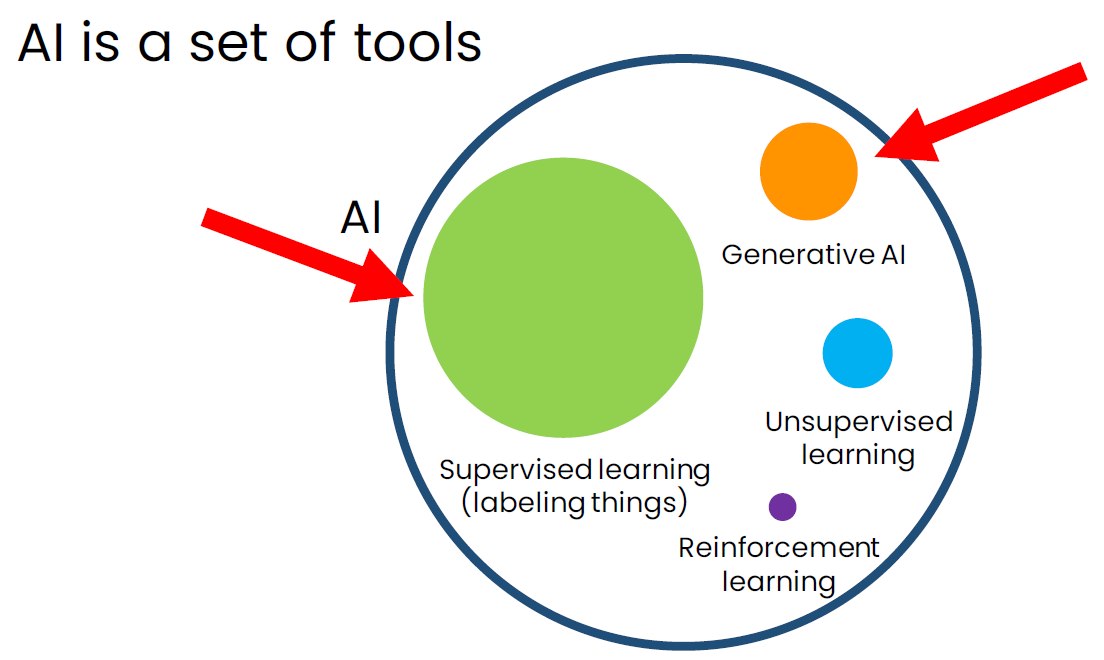 AI is a set of tools
AI
Generative AI
Unsupervised
learning
Supervised learning
(labeling things)
Reinforcement
learning